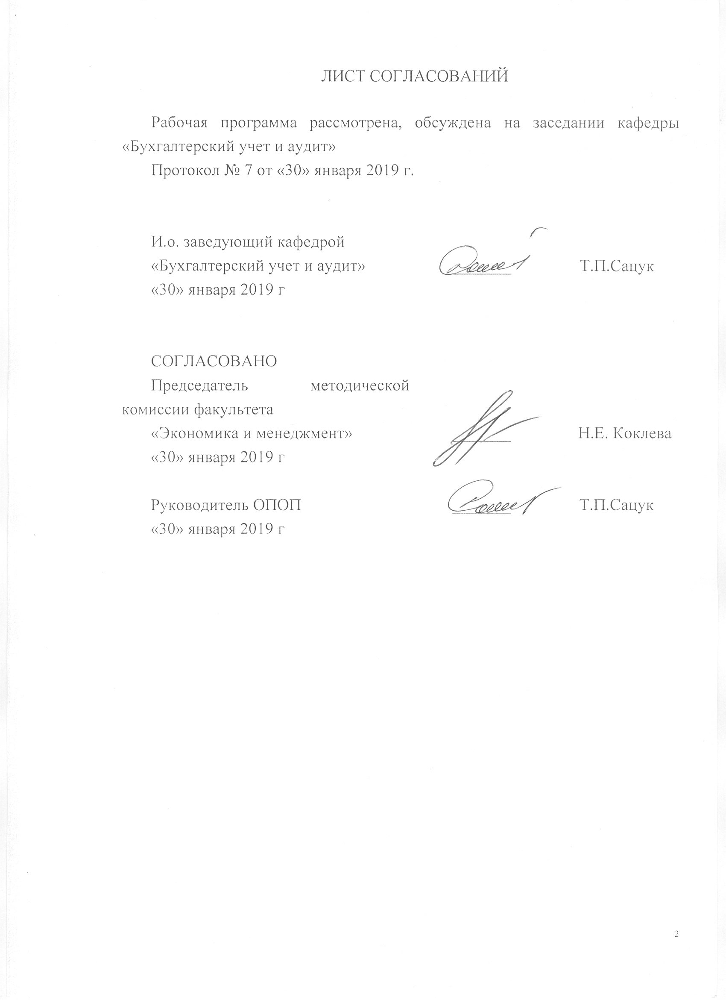 ЛИСТ СОГЛАСОВАНИЙ
Рабочая программа рассмотрена, обсуждена на заседании кафедры
«Бухгалтерский учет и аудит»
Протокол № 7 от «30» января 2019 г.
И.о. заведующий кафедрой
«Бухгалтерский учет и аудит» Т.П.Сацук
«30» января 2019 г
СОГЛАСОВАНО
Председатель методической
комиссии факультета
«Экономика и менеджмент» Н.Е. Коклева
«30» января 2019 г
Руководитель ОПОП Т.П.Сацук
«30» января 2019 г
2